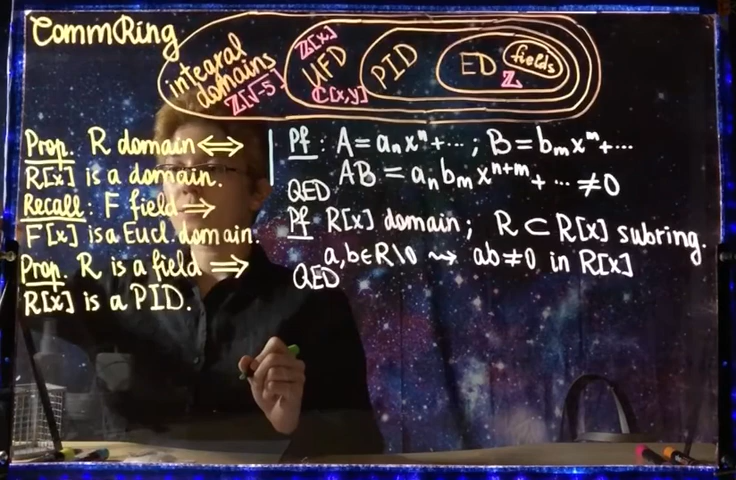 CommRing
integral domains
ℤ[√-5]
ℤ[x]
UFD
ℂ[x,y]
PID
ED
fields
ℤ
Prop. R domain ⟺
R[x] is a domain.
Recall: F field ⟹
F[x] is a Eucl. domain.
Prop. R is a field ⟹
R[x] is a PID.
Pf: A = aₙxⁿ+⋯ ; B = bₘxᵐ+⋯
AB = aₙbₘxⁿ⁺ᵐ + ⋯ ≠ 0
QED
Pf R[x] domain; R ⊂ R[x] subring.
a,b∈R\0 ⇝ ab≠0 in R[x]
QED